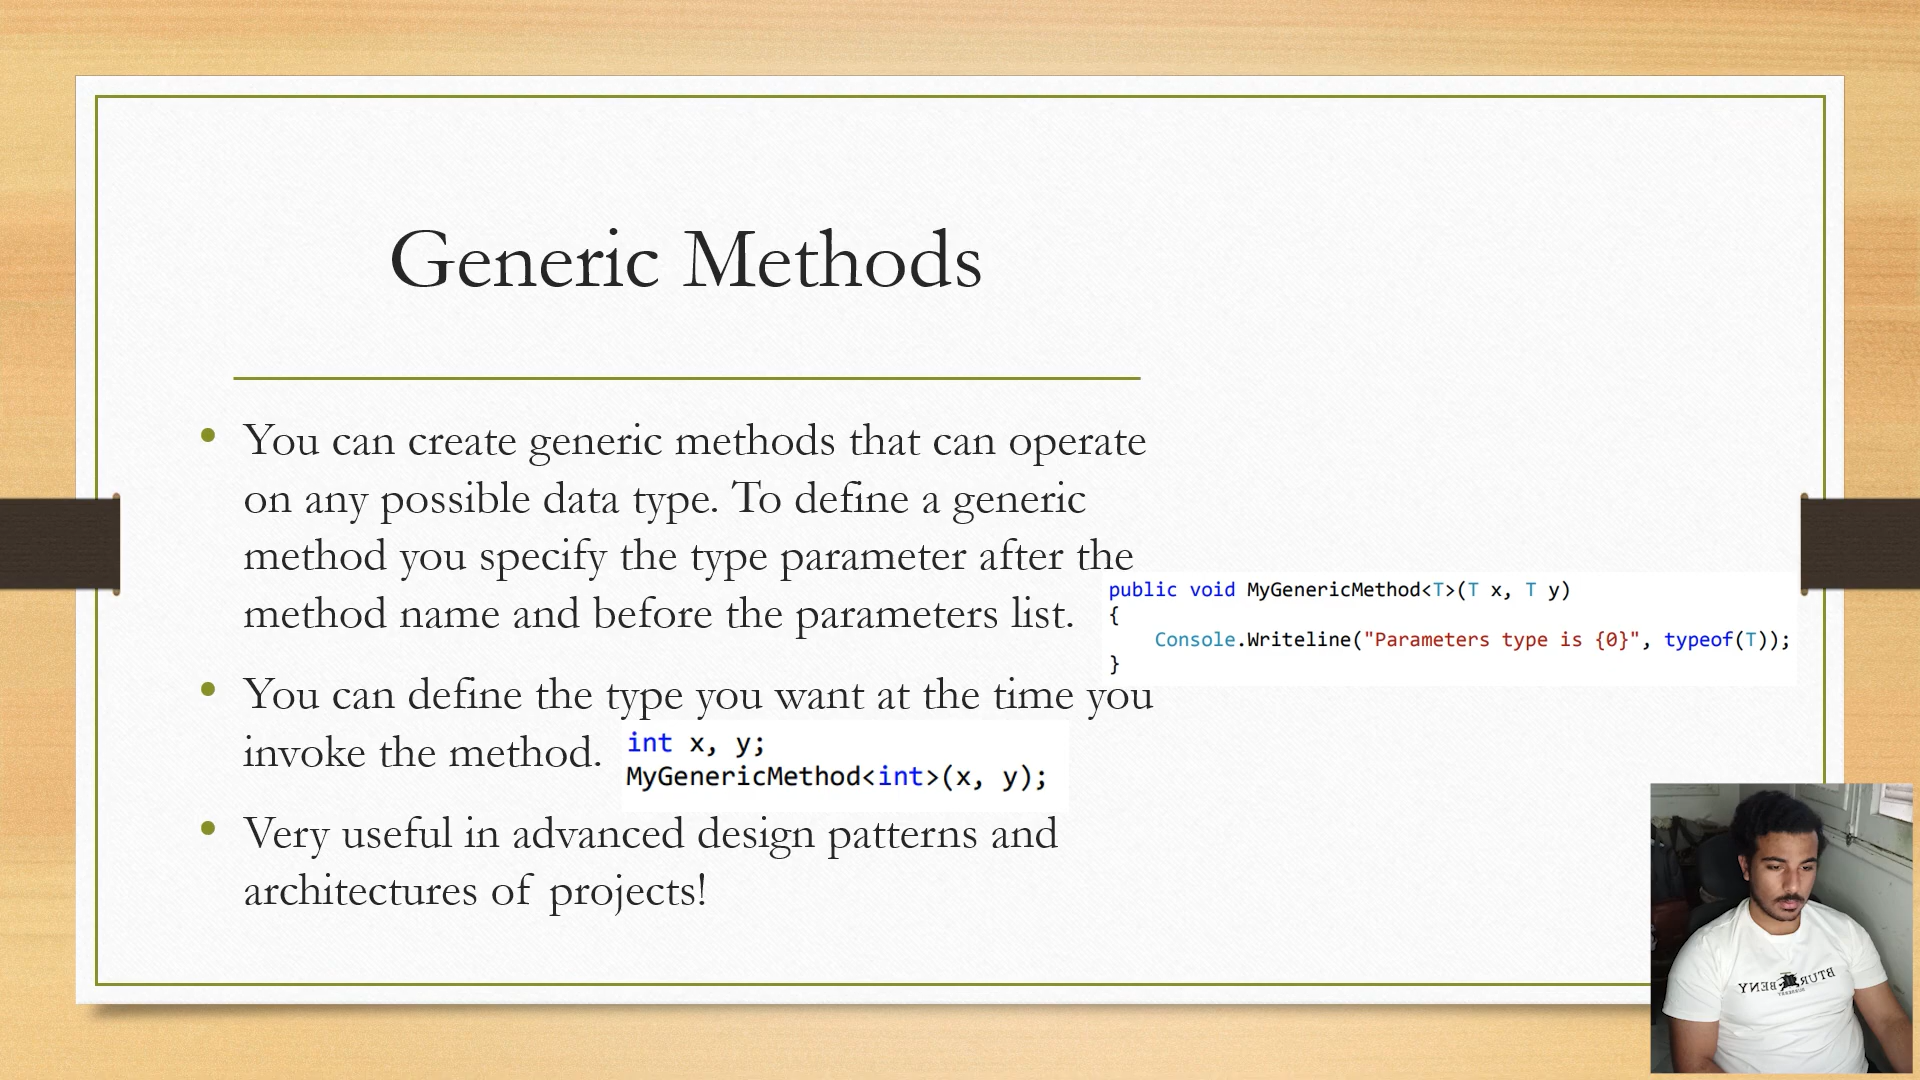 Generic Methods
• You can create generic methods that can operate
on any possible data type. To define a generic
method you specify the type parameter after the
method name and before the parameters list.
public void MyGenericMethod<T>(T x, T y)
{
Console.Writeline("Parameters type is {0}", typeof(T));
}
• You can define the type you want at the time you
invoke the method.
int x, y;
MyGenericMethod<int>(x, y);
• Very useful in advanced design patterns and
architectures of projects!